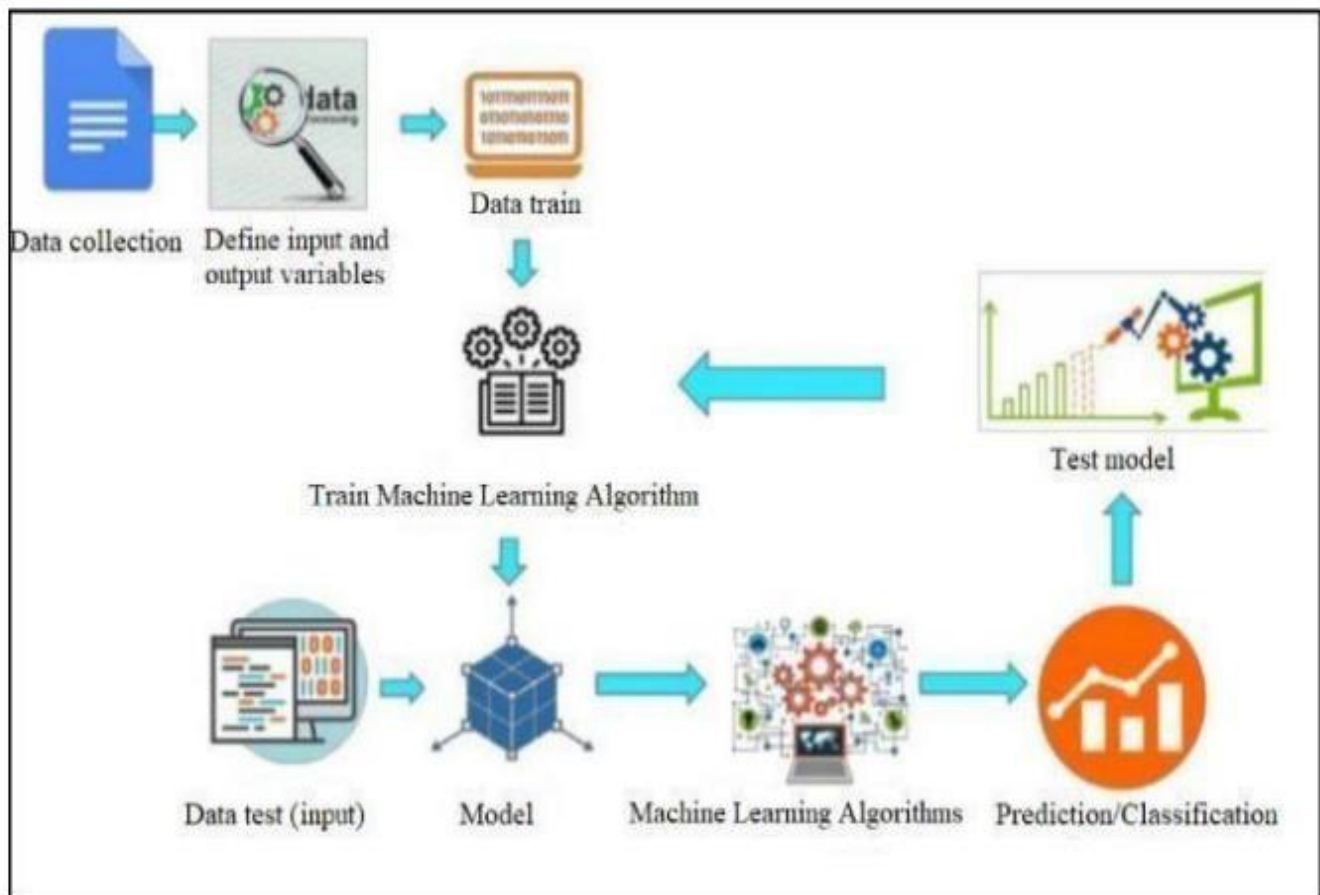 data
Data collection
Define input and
output variables
Data train
Train Machine Learning Algorithm
Test model
Data test (input)
Model
Machine Learning Algorithms
Prediction/Classification